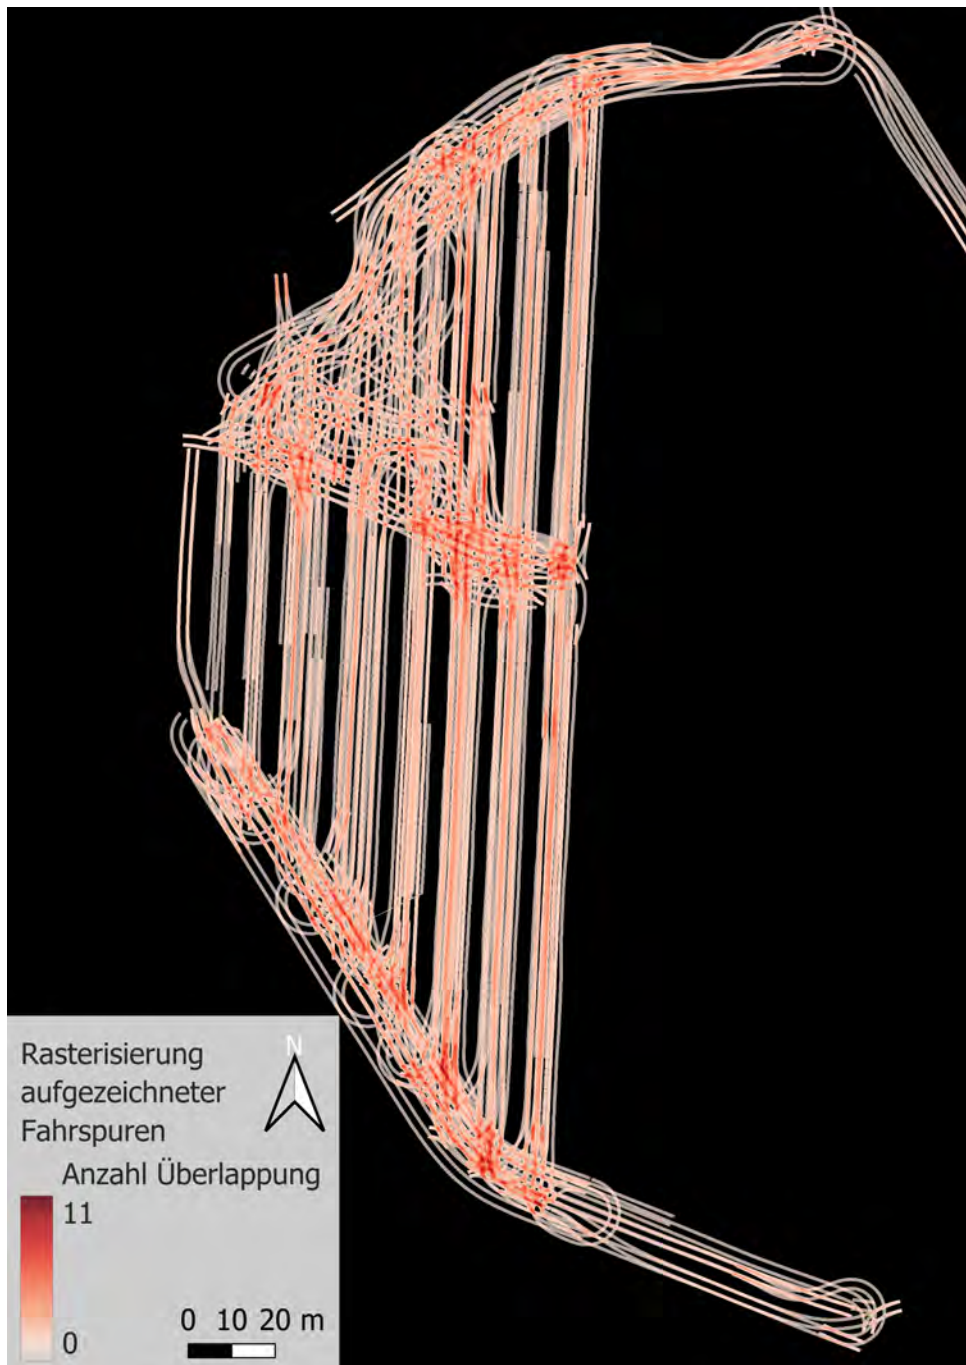 N
Rasterisierung
aufgezeichneter
Fahrspuren
Anzahl Überlappung
11
0
0 10 20 m